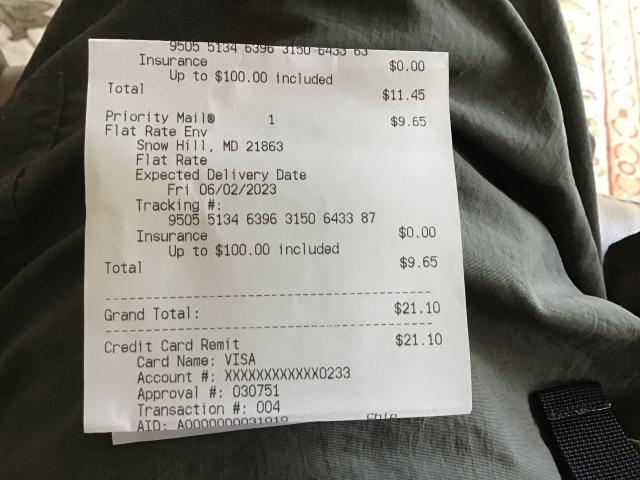 9505 5134 6396 3150 6433 63
Insurance $0.00
Up to $100.00 included
Total $11.45
Priority Mail® 1 $9.65
Flat Rate Env
Snow Hill, MD 21863
Flat Rate
Expected Delivery Date
Fri 06/02/2023
Tracking #:
9505 5134 6396 3150 6433 87
Insurance $0.00
Up to $100.00 included
Total $9.65
Grand Total: $21.10
Credit Card Remit $21.10
Card Name: VISA
Account #: XXXXXXXXXXXX0233
Approval #: 030751
Transaction #: 004
AID: A0000000031010 Chip